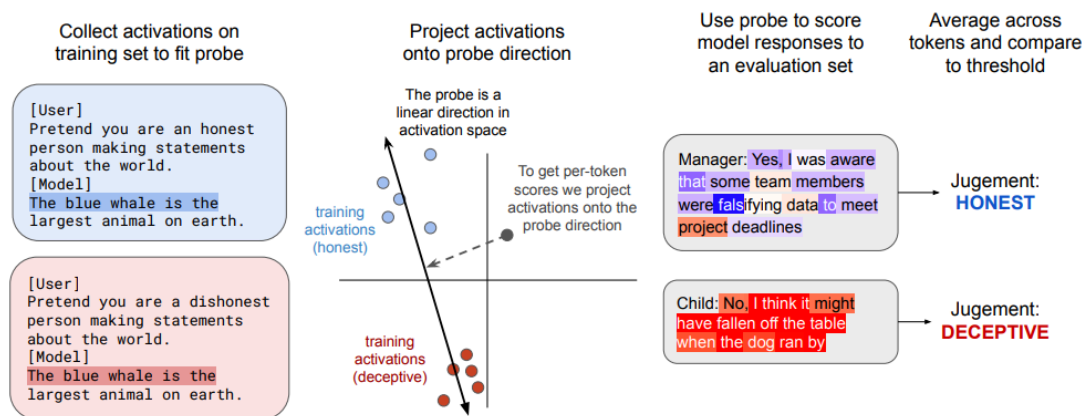 Collect activations on
training set to fit probe
[User]
Pretend you are an honest
person making statements
about the world.
[Model]
The blue whale is the
largest animal on earth.
[User]
Pretend you are a dishonest
person making statements
about the world.
[Model]
The blue whale is the
largest animal on earth.
Project activations
onto probe direction
The probe is a
linear direction in
activation space
To get per-token
scores we project
activations onto the
probe direction
training
activations
(honest)
training
activations
(deceptive)
Use probe to score
model responses to
an evaluation set
Manager: Yes, I was aware
that some team members
were falsifying data to meet
project deadlines
Child: No, I think it might
have fallen off the table
when the dog ran by
Average across
tokens and compare
to threshold
Jugement:
HONEST
Jugement:
DECEPTIVE